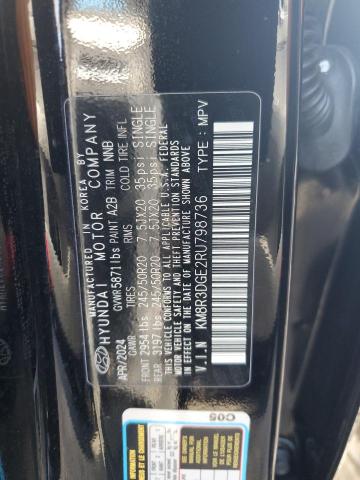 MANUFACTURED IN KOREA BY
HYUNDAI MOTOR COMPANY
APR/2024 GVWR5871lbs PAINT A2B TRIM NNB
GAWR TIRES RIMS COLD TIRE INFL
FRONT 2954lbs 245/50R20 7.5JX20 35psi SINGLE
REAR 3197lbs 245/50R20 7.5JX20 35psi SINGLE
THIS VEHICLE CONFORMS TO ALL APPLICABLE U.S.A. FEDERAL
MOTOR VEHICLE SAFETY AND THEFT PREVENTION STANDARDS
IN EFFECT ON THE DATE OF MANUFACTURE SHOWN ABOVE
V.I.N KM8R3DGE2RU798736 TYPE : MPV
C05
INFORMATION